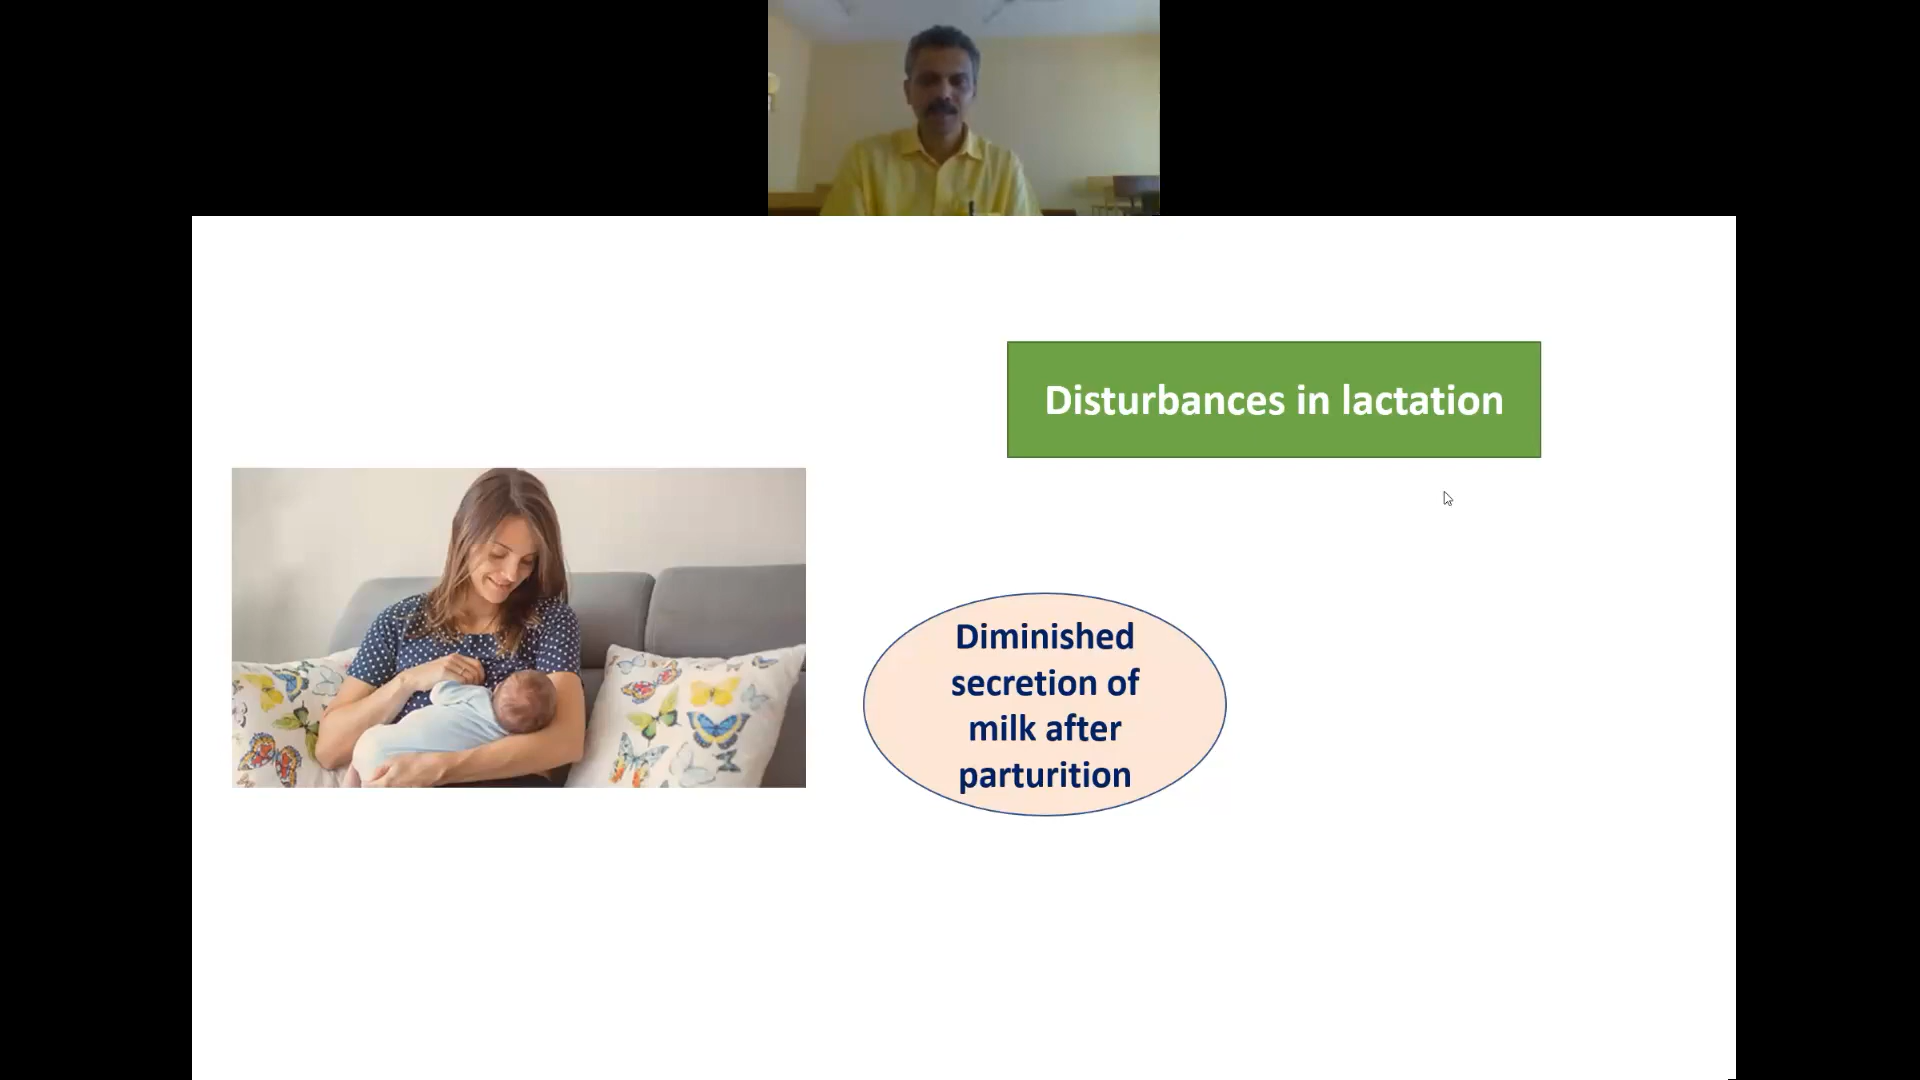 Disturbances in lactation
Diminished
secretion of
milk after
parturition